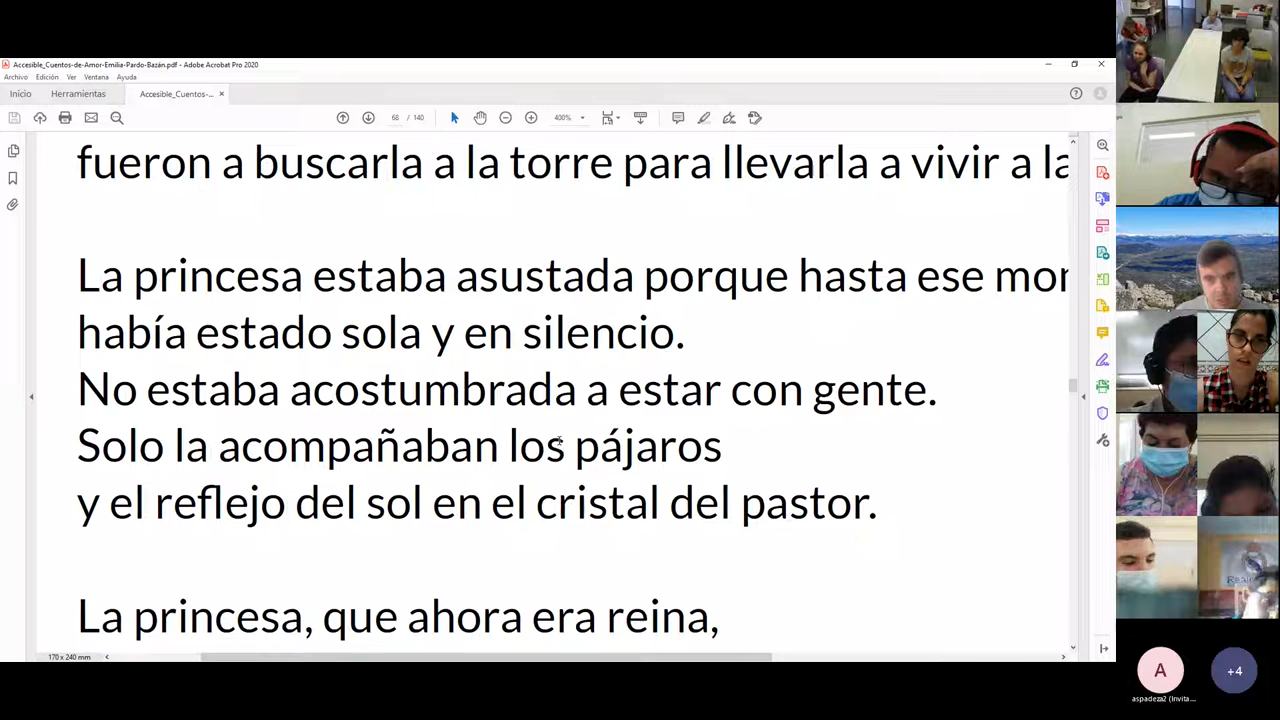 Accesible_Cuentos-de-Amor-Emilia-Pardo-Bazán.pdf - Adobe Acrobat Pro 2020
Archivo Edición Ver Ventana Ayuda
Inicio Herramientas Accesible_Cuentos-...
68 / 140 400%
fueron a buscarla a la torre para llevarla a vivir a la
La princesa estaba asustada porque hasta ese mor
había estado sola y en silencio.
No estaba acostumbrada a estar con gente.
Solo la acompañaban los pájaros
y el reflejo del sol en el cristal del pastor.
La princesa, que ahora era reina,
170 x 240 mm
A +4
aspadeza2 (Invita...